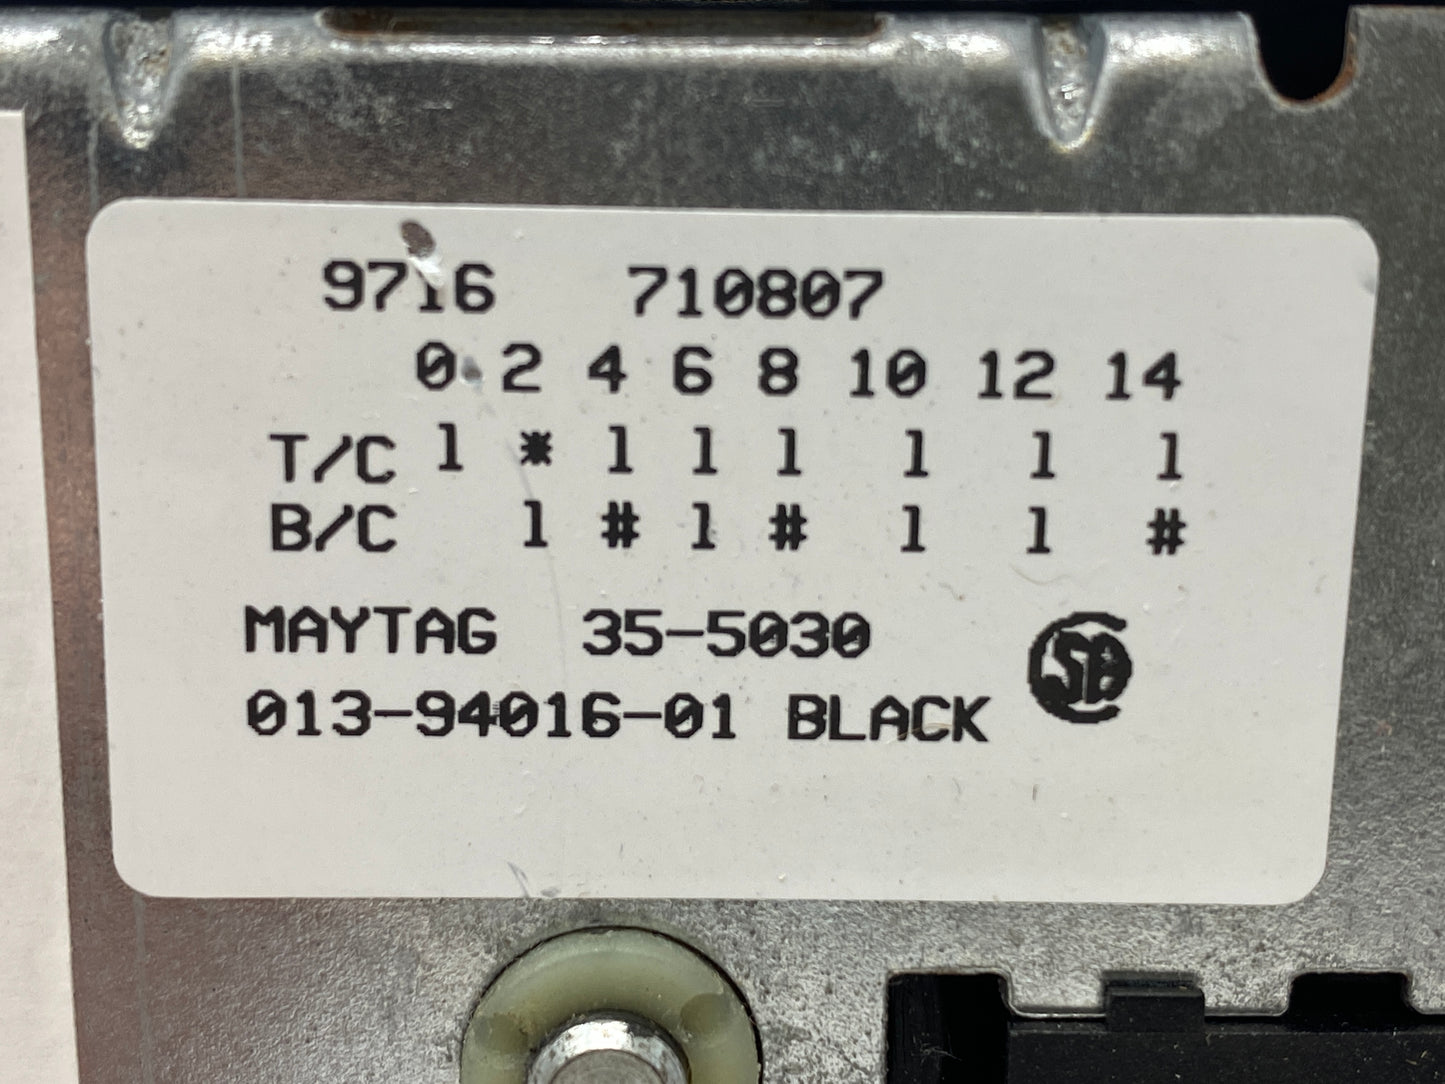 9716 710807
0 2 4 6 8 10 12 14
T/C 1 * 1 1 1 1 1 1
B/C 1 # 1 # 1 1 #
MAYTAG 35-5030
013-94016-01 BLACK